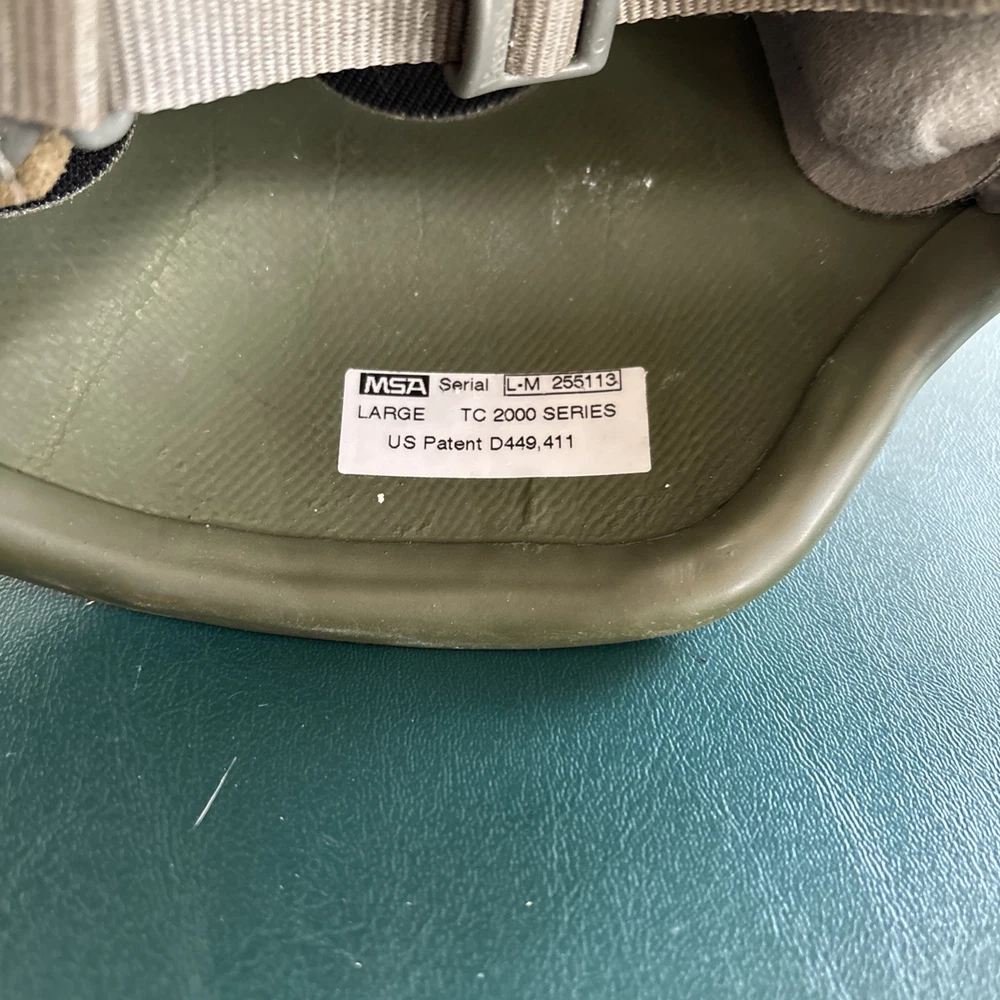 MSA Serial L-M 255113
LARGE TC 2000 SERIES
US Patent D449,411